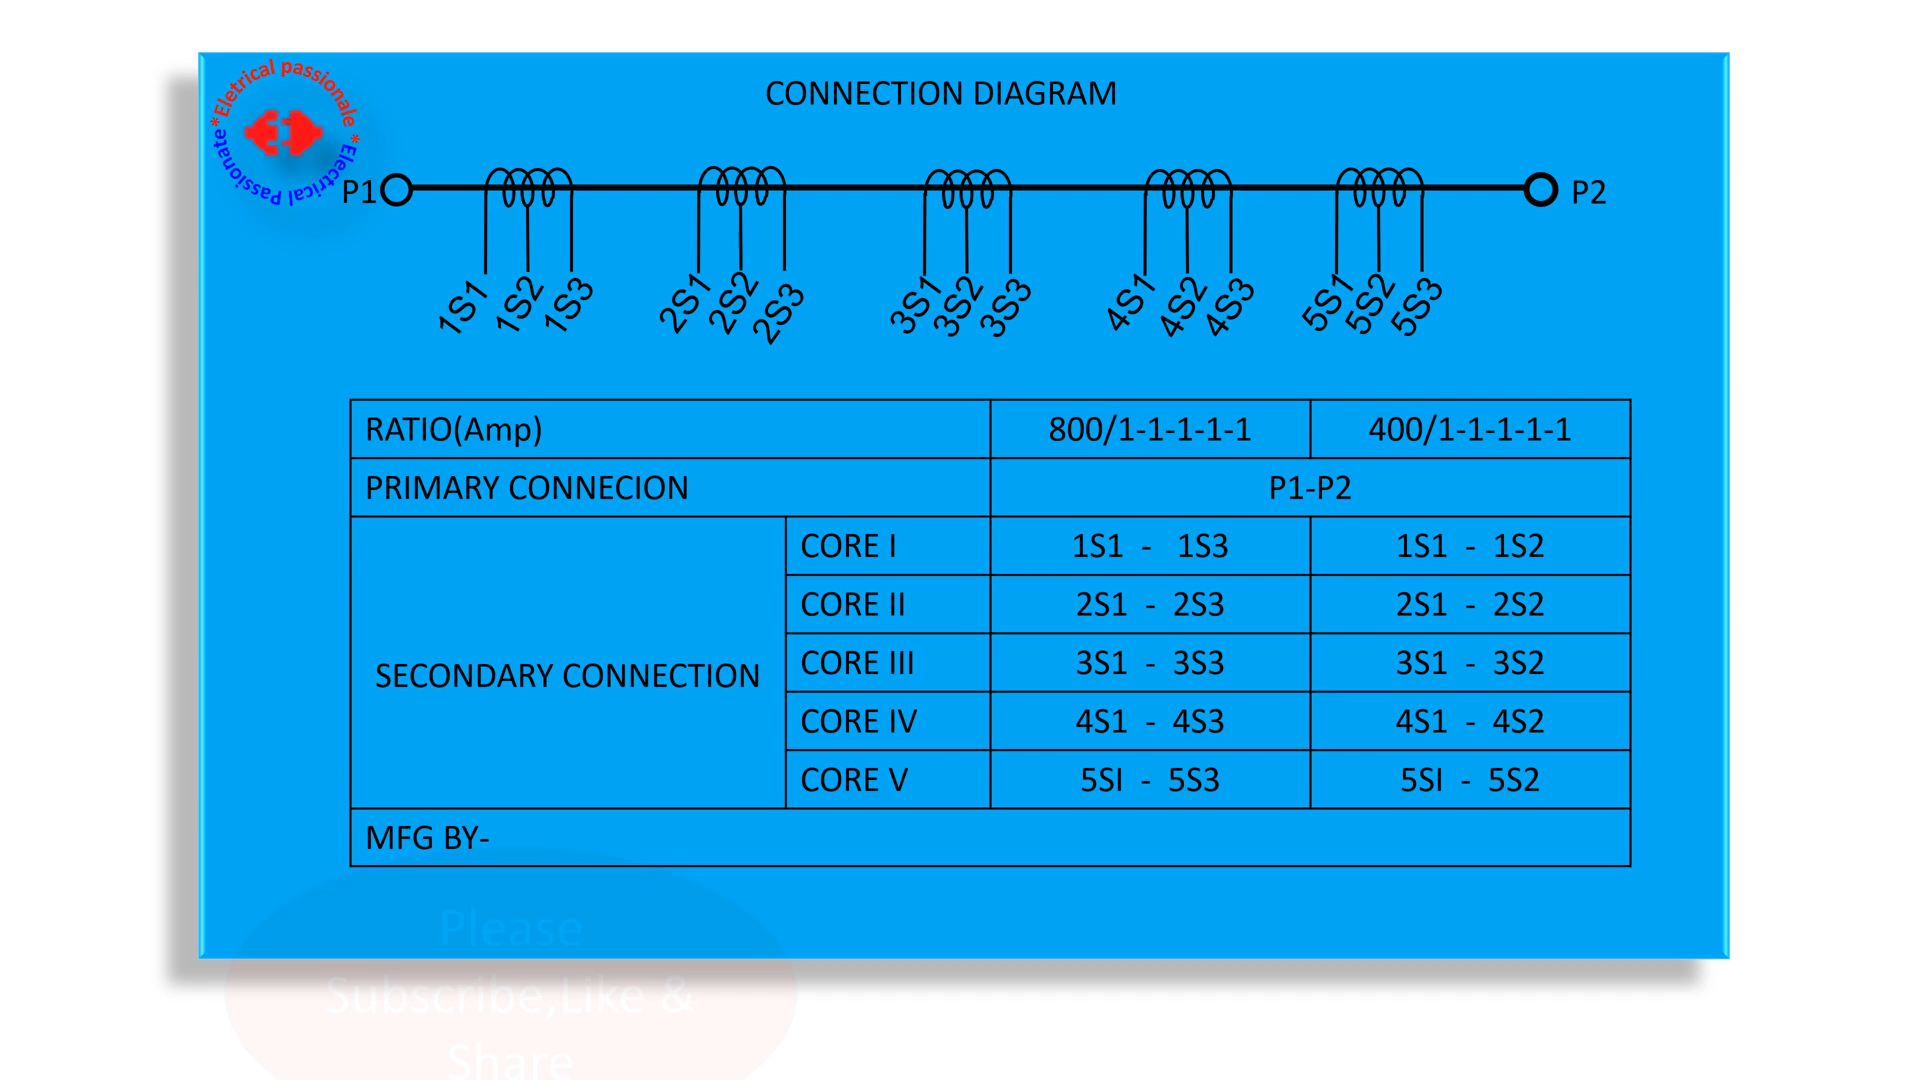 *Eletrical passionale *
Electrical Passionate
CONNECTION DIAGRAM
P1
P2
1S1 1S2 1S3 2S1 2S2 2S3 3S1 3S2 3S3 4S1 4S2 4S3 5S1 5S2 5S3
RATIO(Amp) 800/1-1-1-1-1 400/1-1-1-1-1
PRIMARY CONNECION P1-P2
SECONDARY CONNECTION
CORE I 1S1 - 1S3 1S1 - 1S2
CORE II 2S1 - 2S3 2S1 - 2S2
CORE III 3S1 - 3S3 3S1 - 3S2
CORE IV 4S1 - 4S3 4S1 - 4S2
CORE V 5SI - 5S3 5SI - 5S2
MFG BY-
Please
Subscribe,Like &
Share